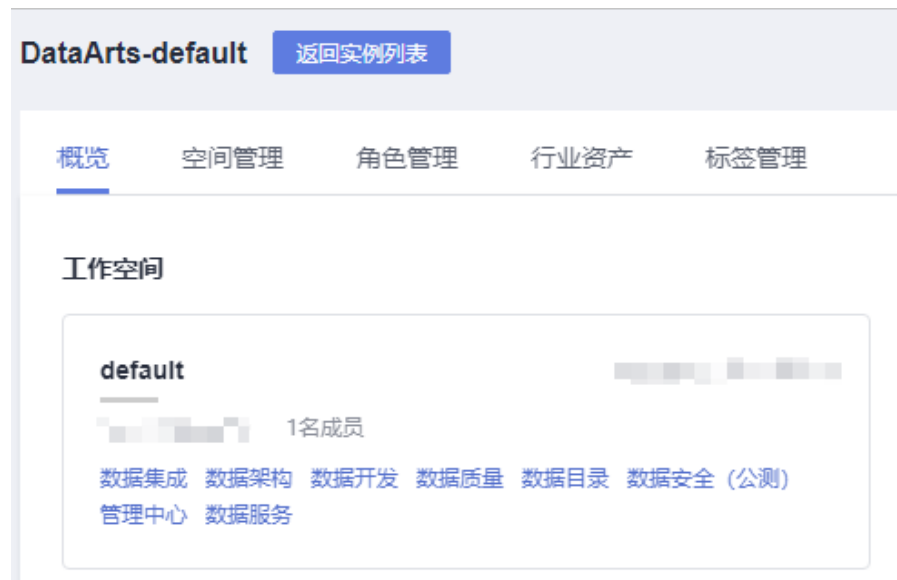 DataArts-default 返回实例列表
概览 空间管理 角色管理 行业资产 标签管理
工作空间
default
1名成员
数据集成 数据架构 数据开发 数据质量 数据目录 数据安全（公测）
管理中心 数据服务